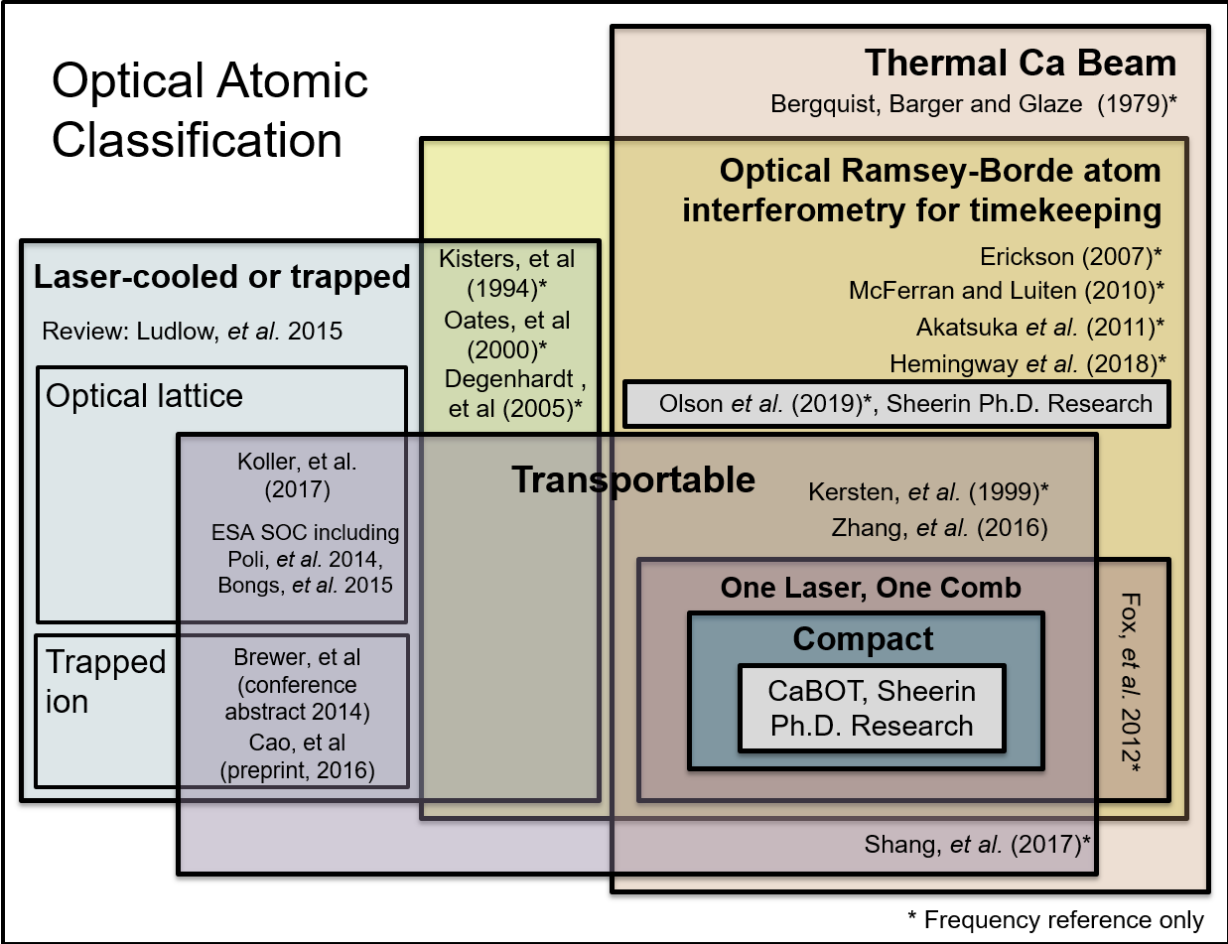 Optical Atomic
Classification
Thermal Ca Beam
Bergquist, Barger and Glaze (1979)*
Optical Ramsey-Borde atom
interferometry for timekeeping
Erickson (2007)*
McFerran and Luiten (2010)*
Akatsuka et al. (2011)*
Hemingway et al. (2018)*
Olson et al. (2019)*, Sheerin Ph.D. Research
Laser-cooled or trapped
Review: Ludlow, et al. 2015
Kisters, et al
(1994)*
Oates, et al
(2000)*
Degenhardt ,
et al (2005)*
Optical lattice
Koller, et al.
(2017)
ESA SOC including
Poli, et al. 2014,
Bongs, et al. 2015
Transportable
Kersten, et al. (1999)*
Zhang, et al. (2016)
One Laser, One Comb
Compact
CaBOT, Sheerin
Ph.D. Research
Fox, et al. 2012*
Trapped
ion
Brewer, et al
(conference
abstract 2014)
Cao, et al
(preprint, 2016)
Shang, et al. (2017)*
* Frequency reference only